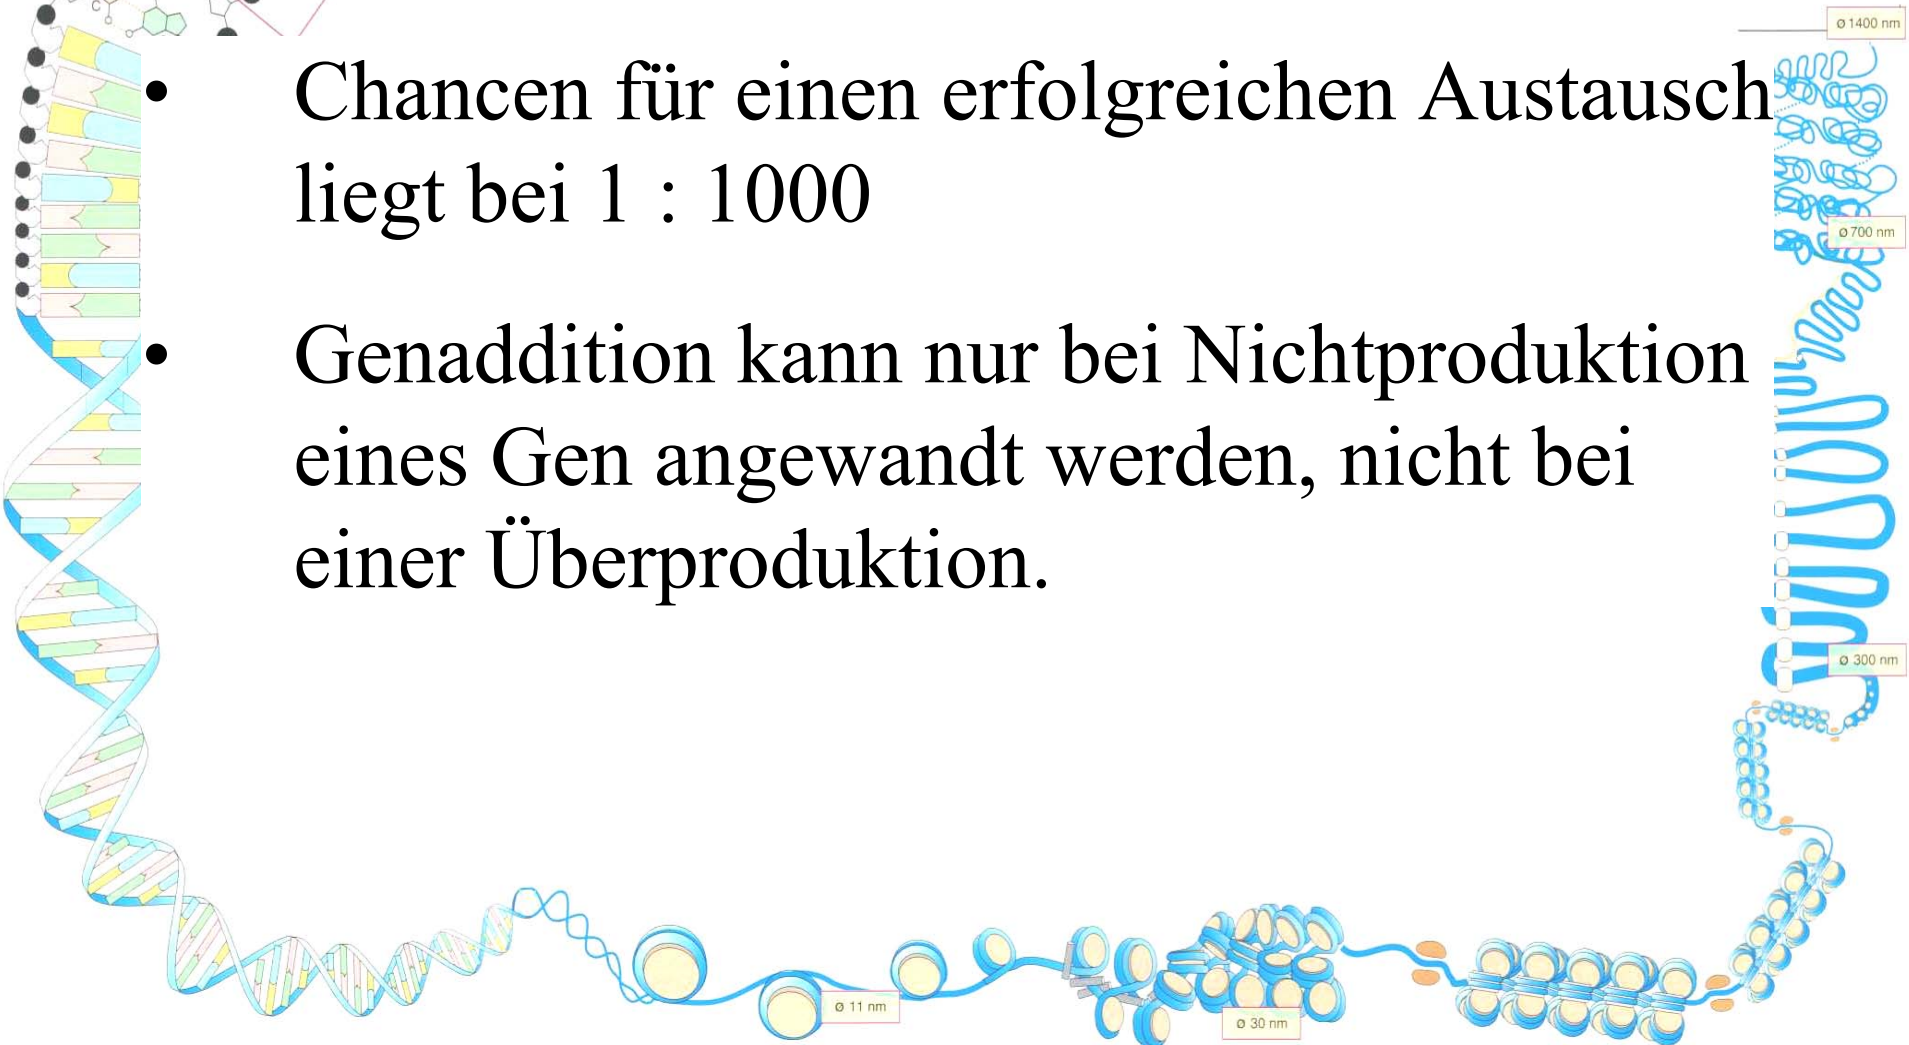 Ø 1400 nm
• Chancen für einen erfolgreichen Austausch
liegt bei 1 : 1000
Ø 700 nm
• Genaddition kann nur bei Nichtproduktion
eines Gen angewandt werden, nicht bei
einer Überproduktion.
Ø 300 nm
Ø 11 nm
Ø 30 nm